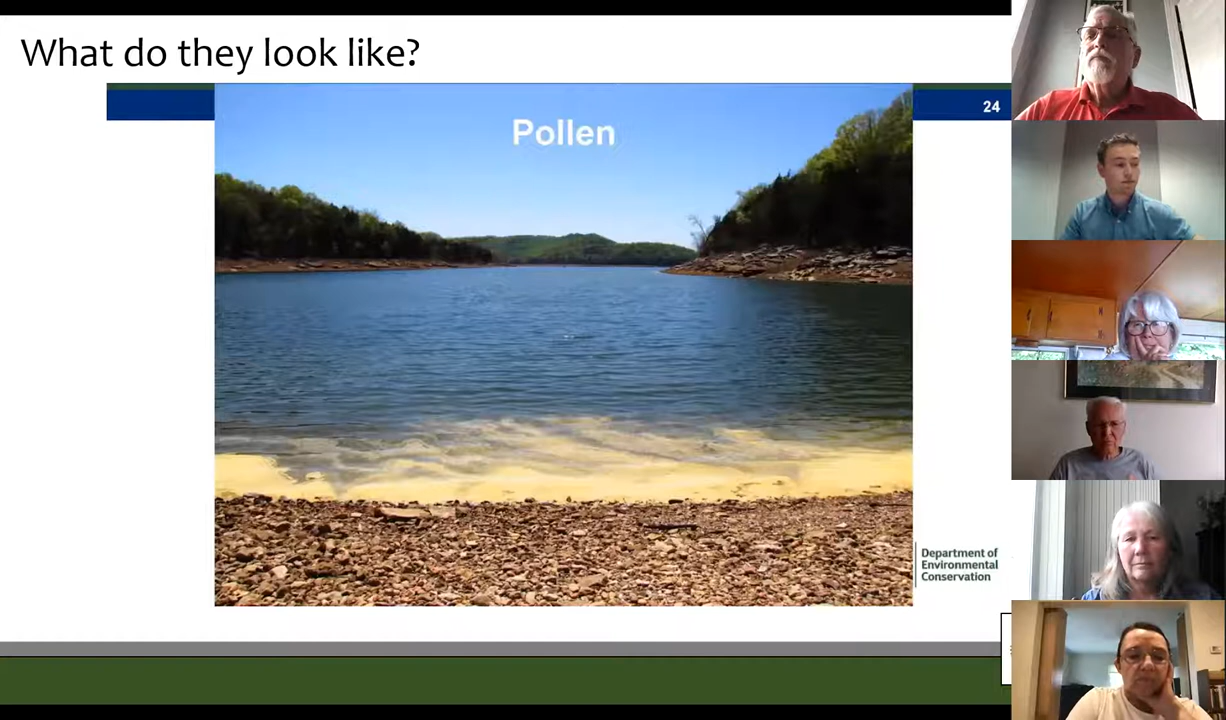 What do they look like?
24
Pollen
Department of
Environmental
Conservation